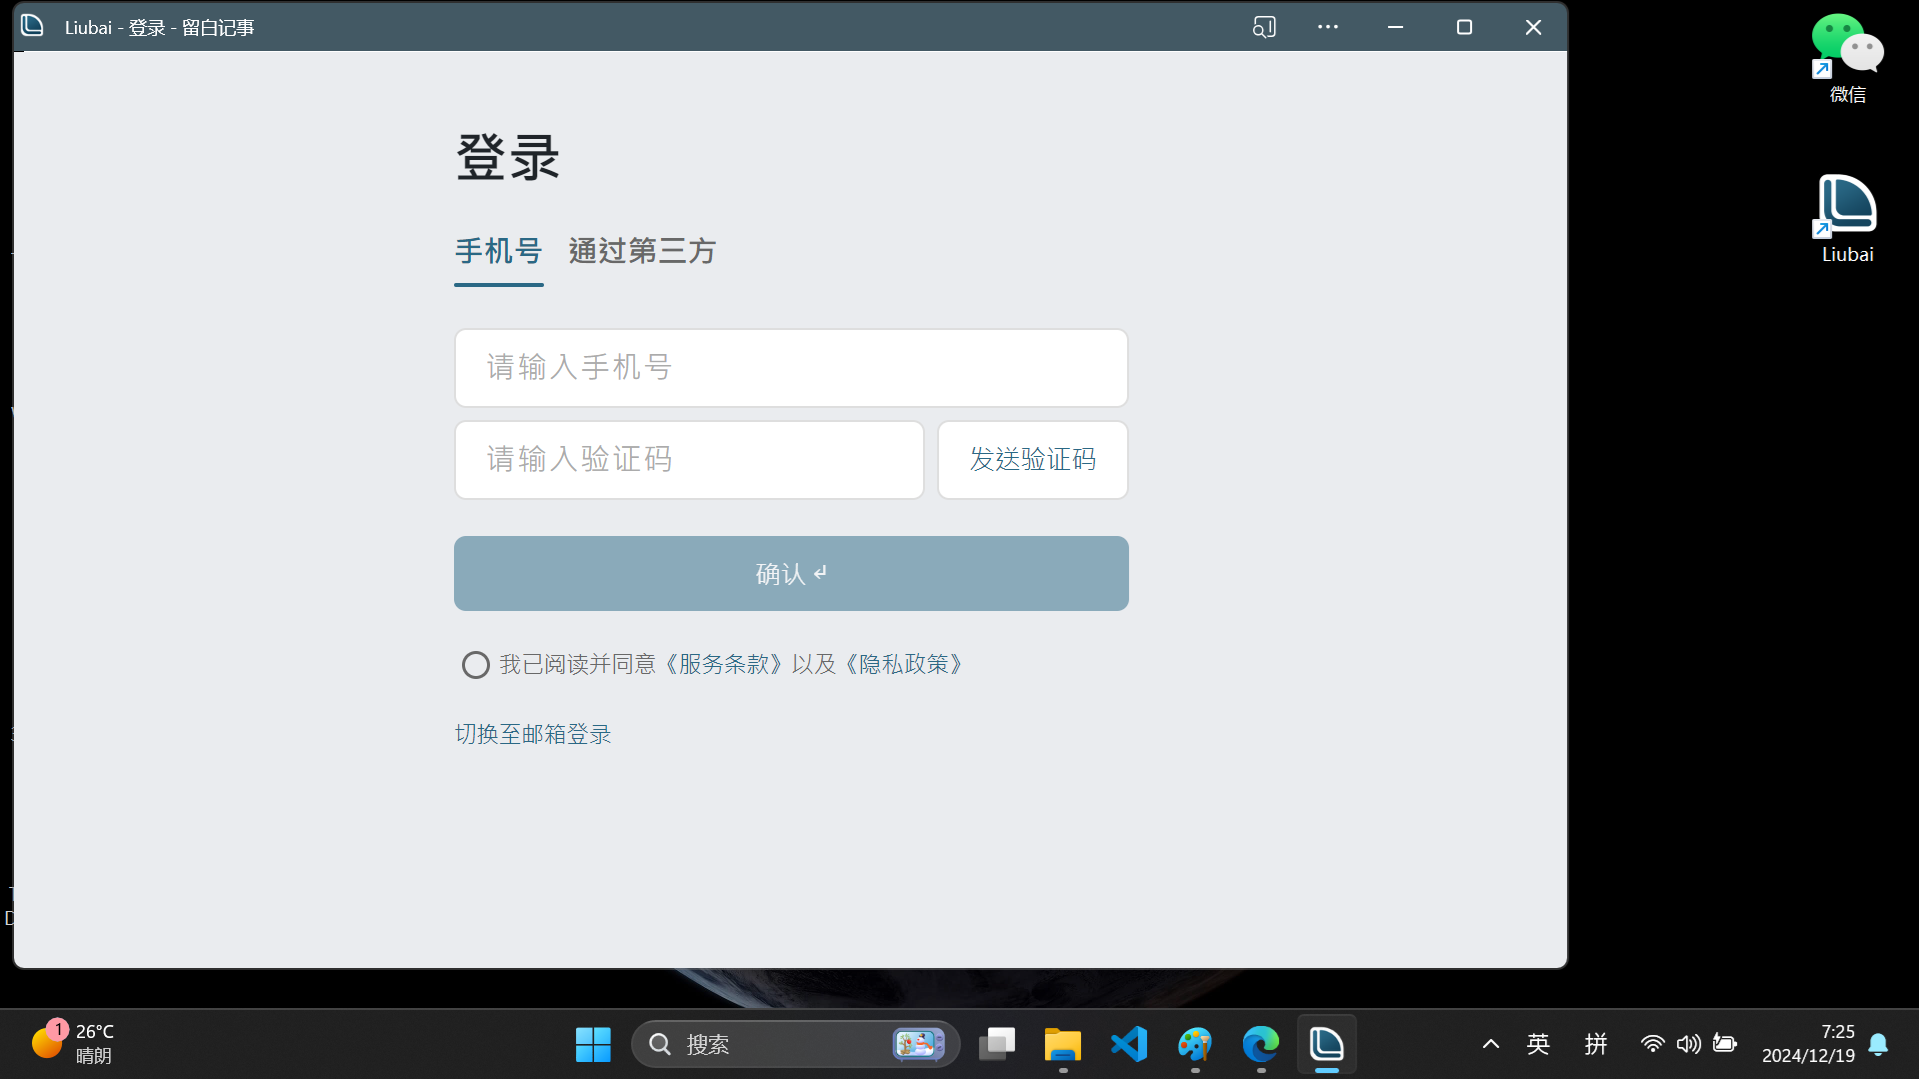 Liubai - 登录 - 留白记事
微信
Liubai
登录
手机号 通过第三方
请输入手机号
请输入验证码 发送验证码
确认
我已阅读并同意《服务条款》以及《隐私政策》
切换至邮箱登录
1
26°C
晴朗
搜索
英 拼
7:25
2024/12/19